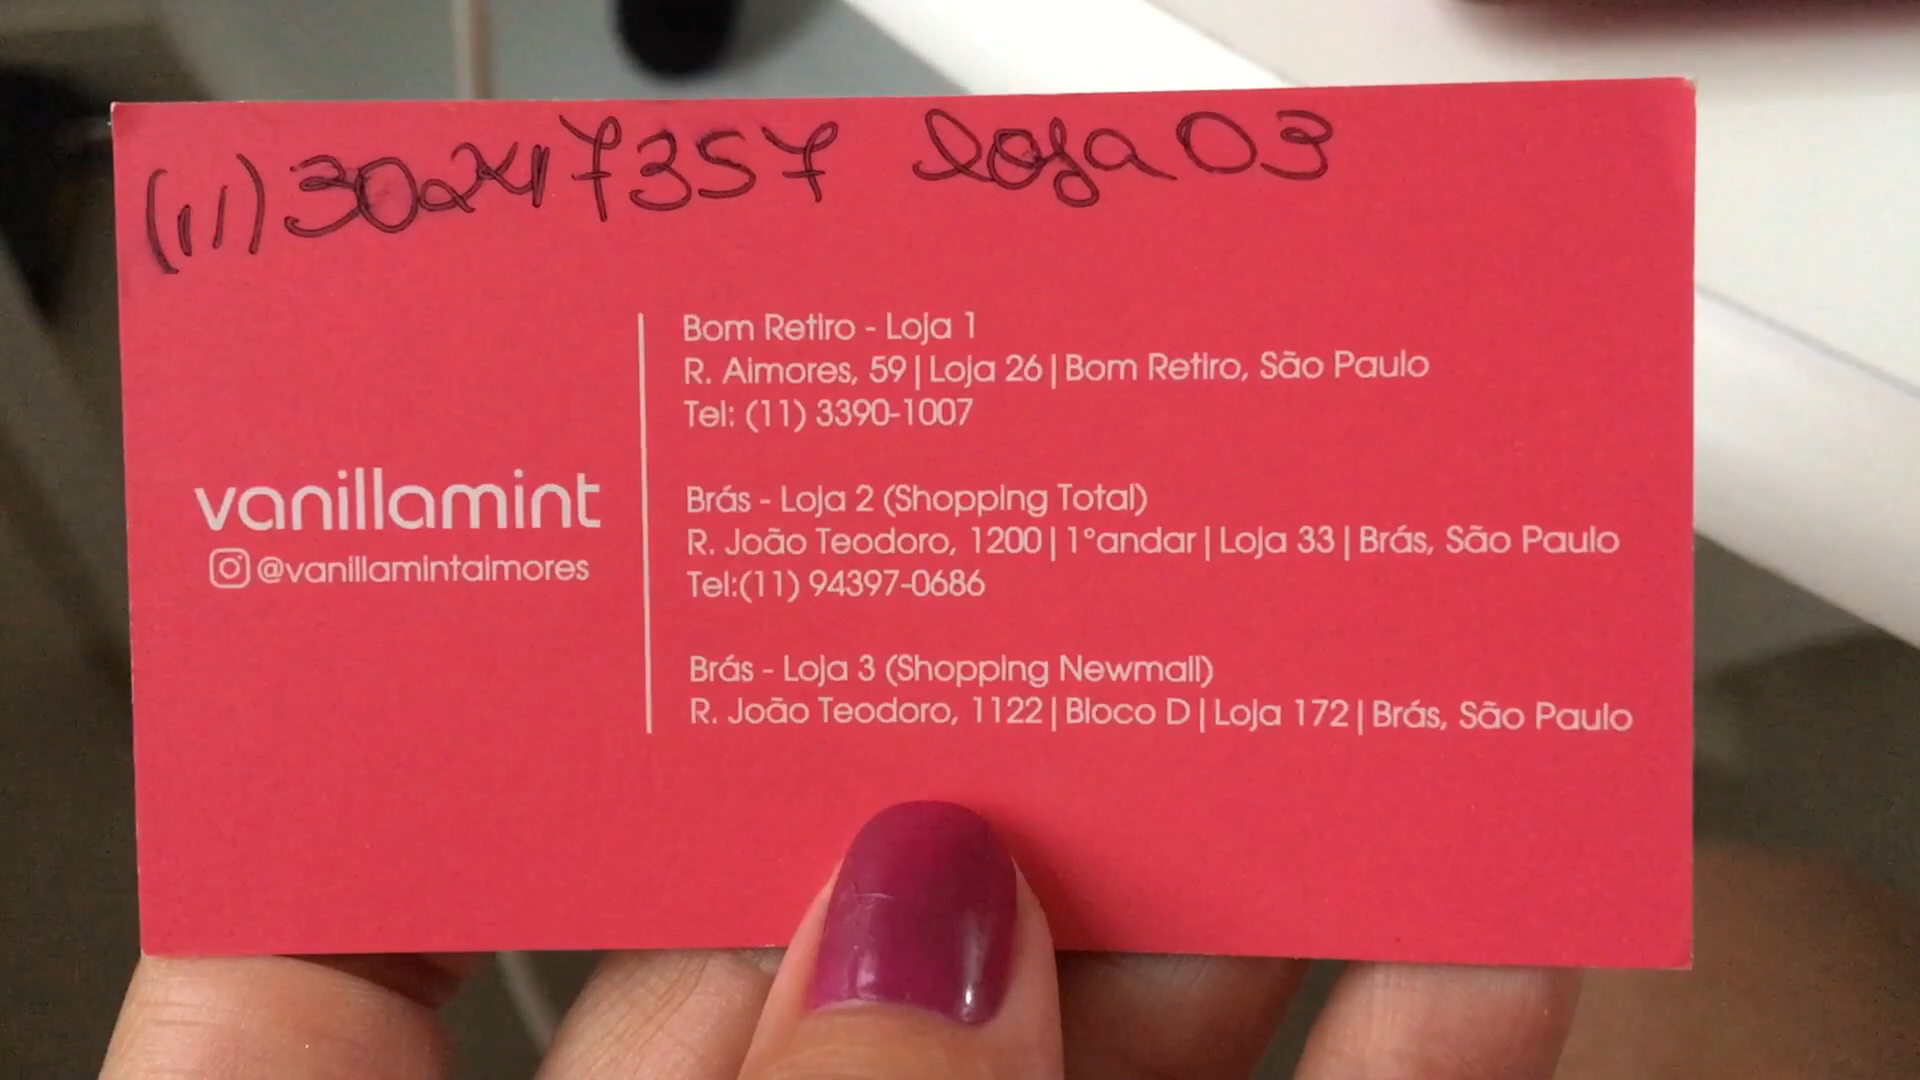 (11) 30247357 loja 03
vanillamint
@vanillamintaimores
Bom Retiro - Loja 1
R. Aimores, 59 | Loja 26 | Bom Retiro, São Paulo
Tel: (11) 3390-1007
Brás - Loja 2 (Shopping Total)
R. João Teodoro, 1200 | 1°andar | Loja 33 | Brás, São Paulo
Tel:(11) 94397-0686
Brás - Loja 3 (Shopping Newmall)
R. João Teodoro, 1122 | Bloco D | Loja 172 | Brás, São Paulo